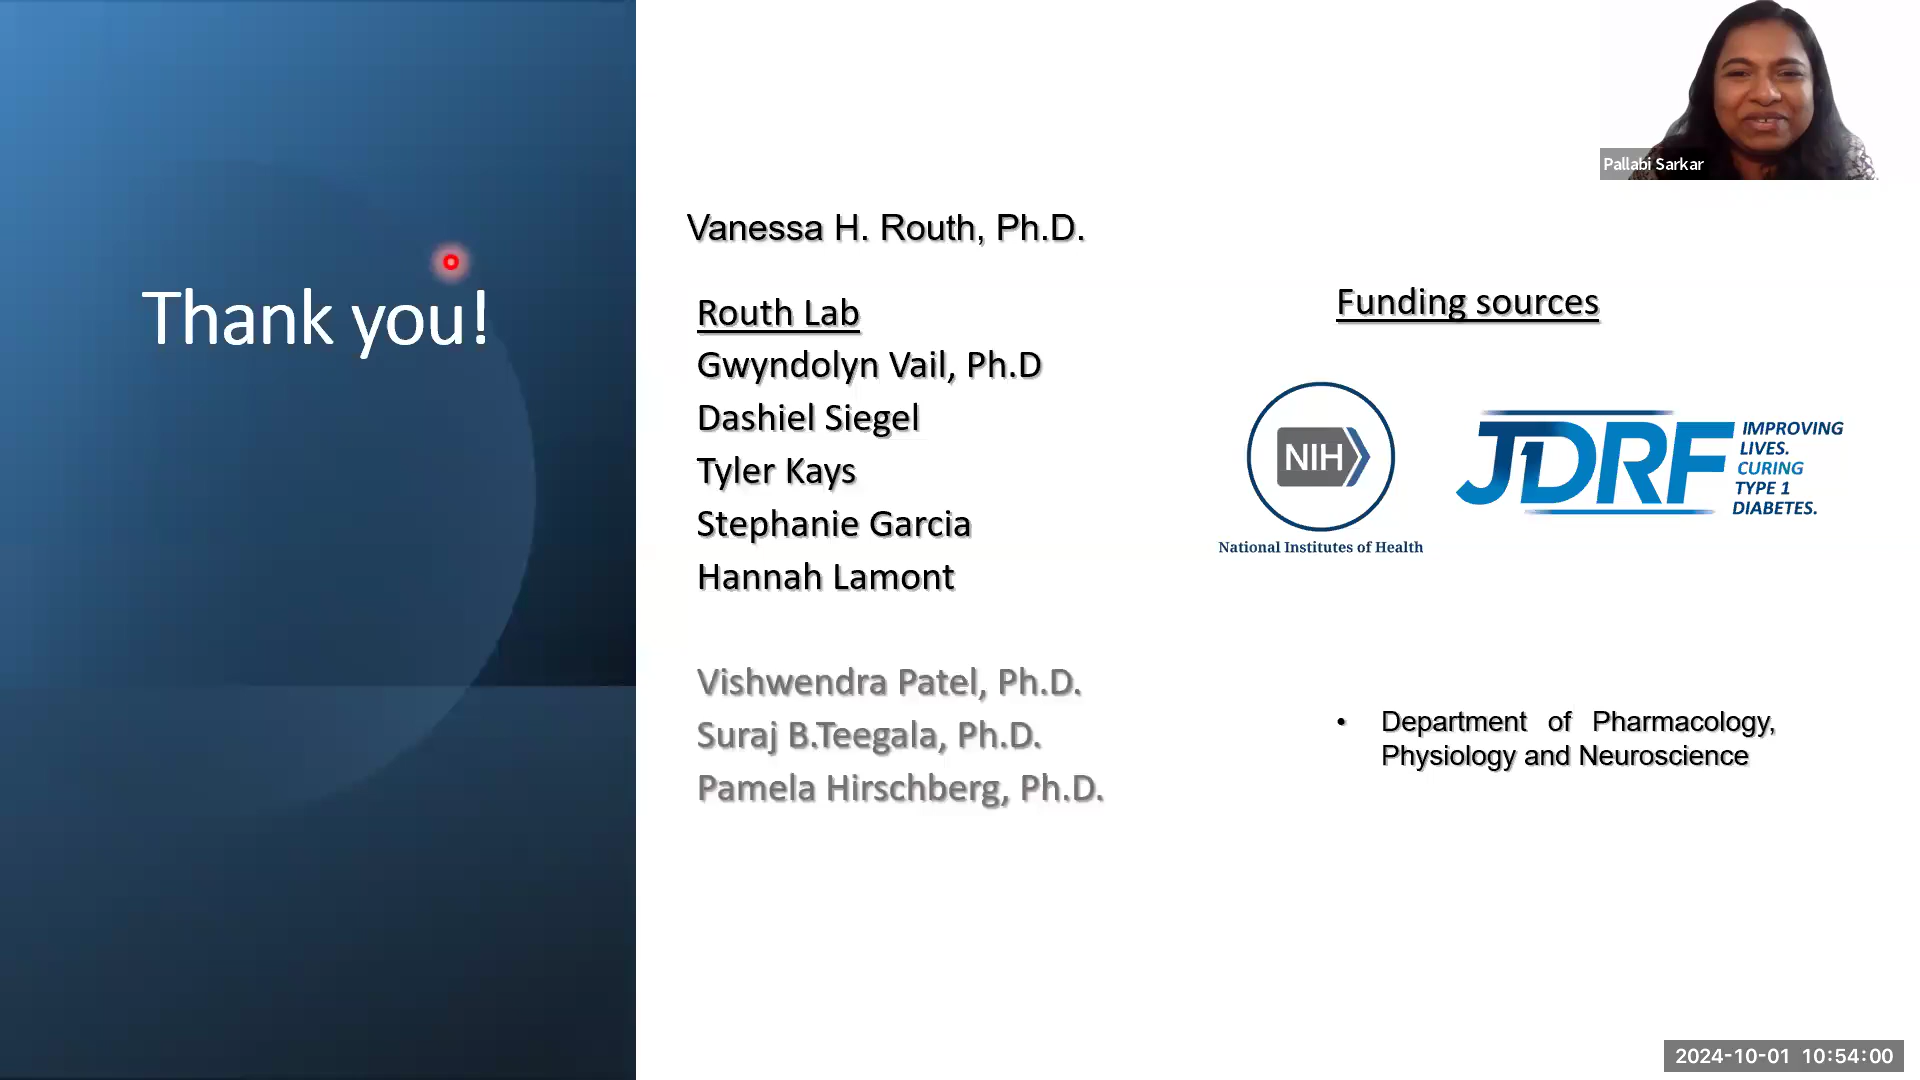 Thank you!
Vanessa H. Routh, Ph.D.
Routh Lab
Gwyndolyn Vail, Ph.D
Dashiel Siegel
Tyler Kays
Stephanie Garcia
Hannah Lamont
Vishwendra Patel, Ph.D.
Suraj B.Teegala, Ph.D.
Pamela Hirschberg, Ph.D.
Funding sources
NIH
National Institutes of Health
JDRF
IMPROVING
LIVES.
CURING
TYPE 1
DIABETES.
• Department of Pharmacology,
Physiology and Neuroscience
Pallabi Sarkar
2024-10-01 10:54:00